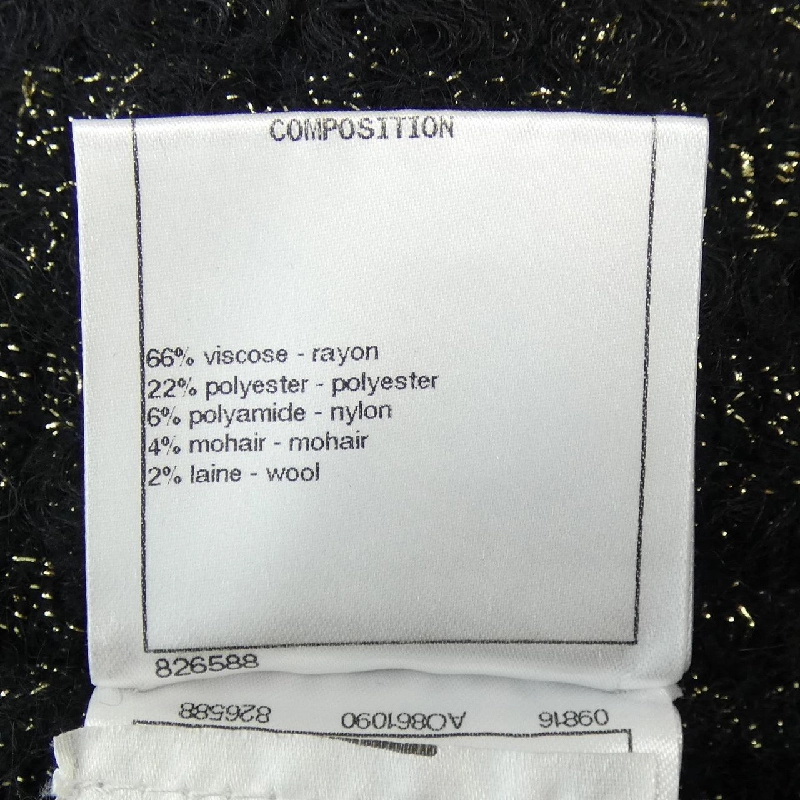 COMPOSITION
66% viscose - rayon
22% polyester - polyester
6% polyamide - nylon
4% mohair - mohair
2% laine - wool
826588
09816 AO861090 826588